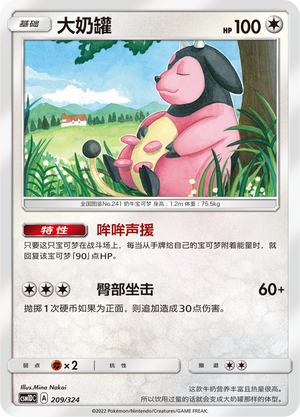 基础 大奶罐 HP 100
全国图鉴No.241 奶牛宝可梦 身高：1.2m 体重：75.5kg
特性 哞哞声援
只要这只宝可梦在战斗场上，每当从手牌给自己的宝可梦附着能量时，就
回复该宝可梦「90」点HP。
臀部坐击 60+
抛掷1次硬币如果为正面，则追加造成30点伤害。
弱点 ×2 抗性 撤退
Illus.Mina Nakai
CSM1DC A 209/324
这款牛奶营养丰富且热量很高。
所以饮用过量的话就会变成大奶罐那样的体型。
©2022 Pokémon/Nintendo/Creatures/GAME FREAK.